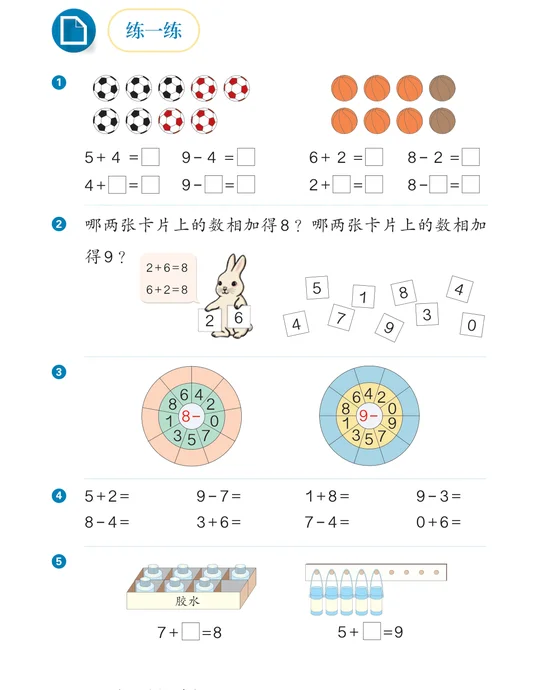 练一练
1
5+4=□ 9-4=□ 6+2=□ 8-2=□
4+□=□ 9-□=□ 2+□=□ 8-□=□
2 哪两张卡片上的数相加得8？哪两张卡片上的数相加
得9？
2+6=8
6+2=8
2 6
5 1 8 4
4 7 9 3 0
3
6 4 2 0 7 5 3 1 8
8-
6 4 2 0 9 7 5 3 1 8
9-
4 5+2= 9-7= 1+8= 9-3=
8-4= 3+6= 7-4= 0+6=
5
胶水
7+□=8 5+□=9